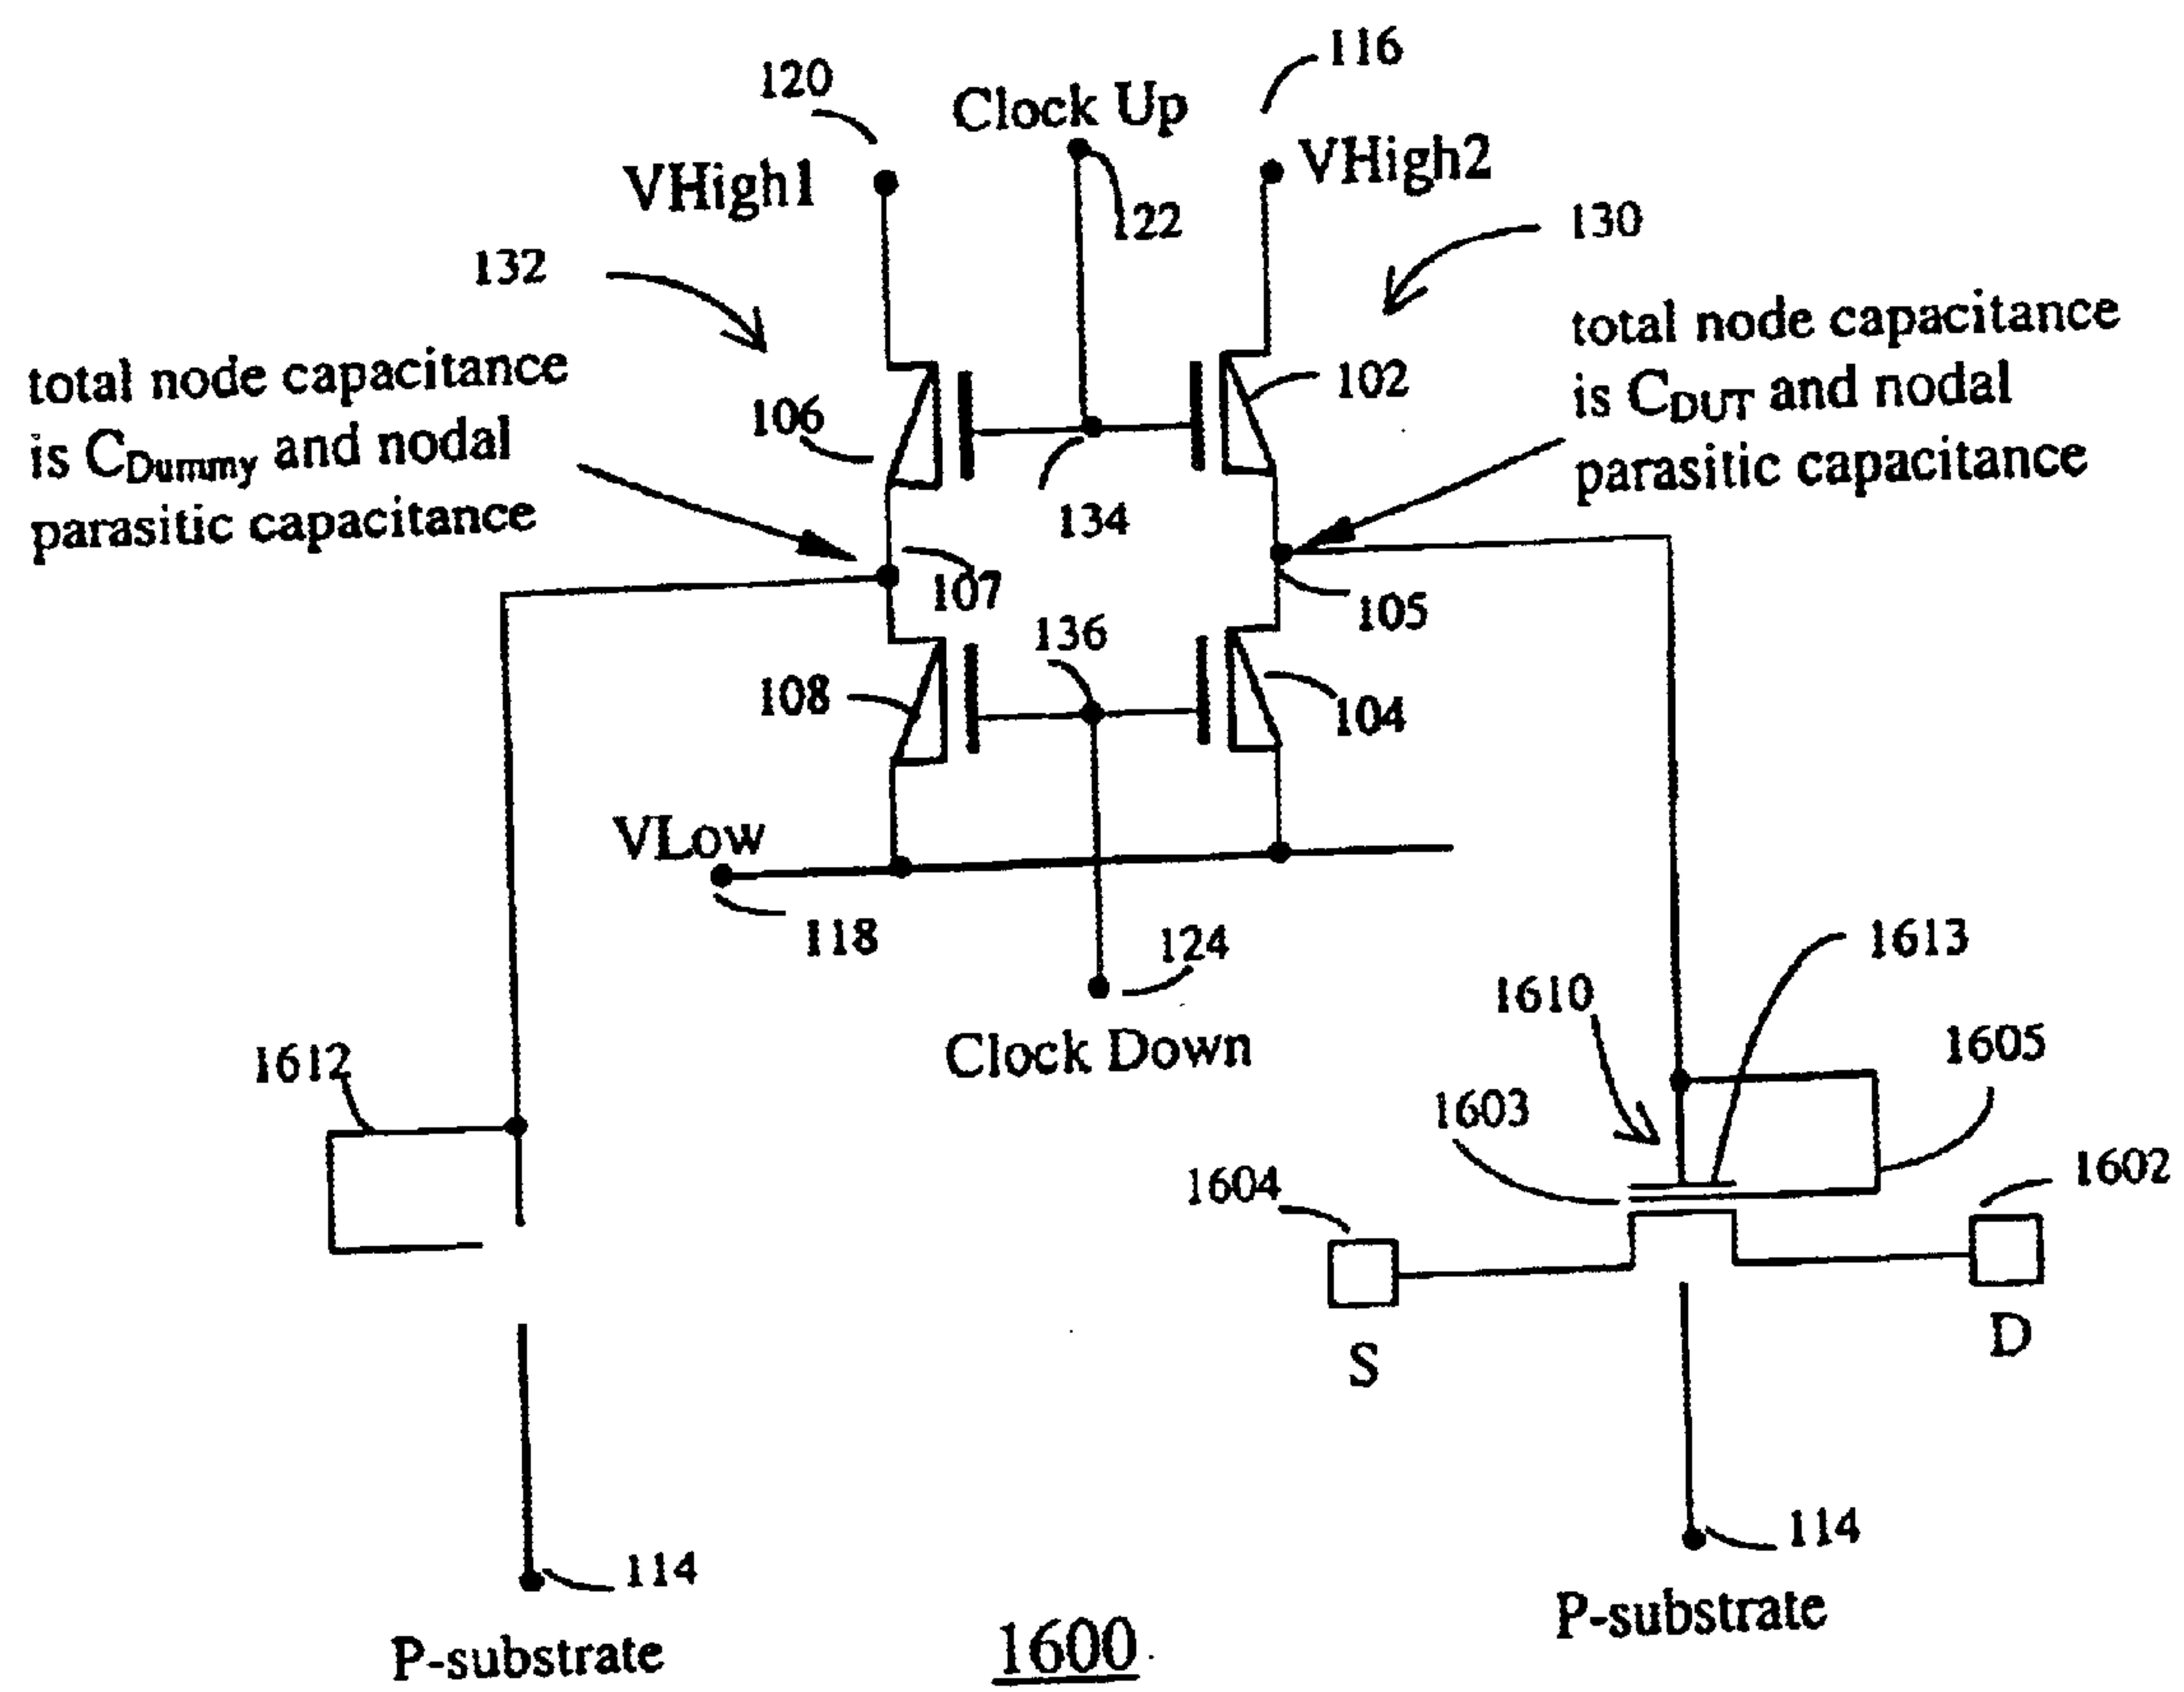 116
120
Clock Up
VHigh1
VHigh2
122
130
132
total node capacitance
is CDUT and nodal
parasitic capacitance
total node capacitance
is CDummy and nodal
parasitic capacitance
106
102
134
107
105
136
108
104
VLow
118
124
Clock Down
1613
1610
1605
1612
1603
1604
1602
S
D
114
P-substrate
114
P-substrate
1600